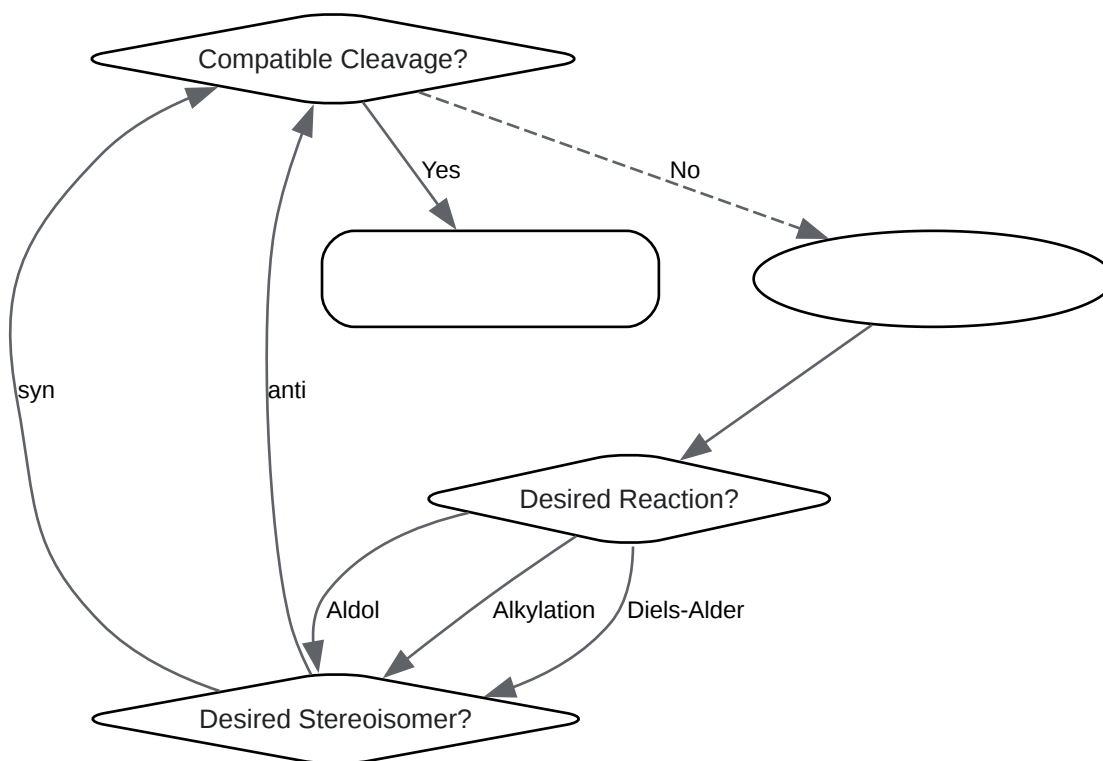 Compatible Cleavage?
Yes
No
syn
anti
Desired Reaction?
Aldol
Alkylation
Diels-Alder
Desired Stereoisomer?